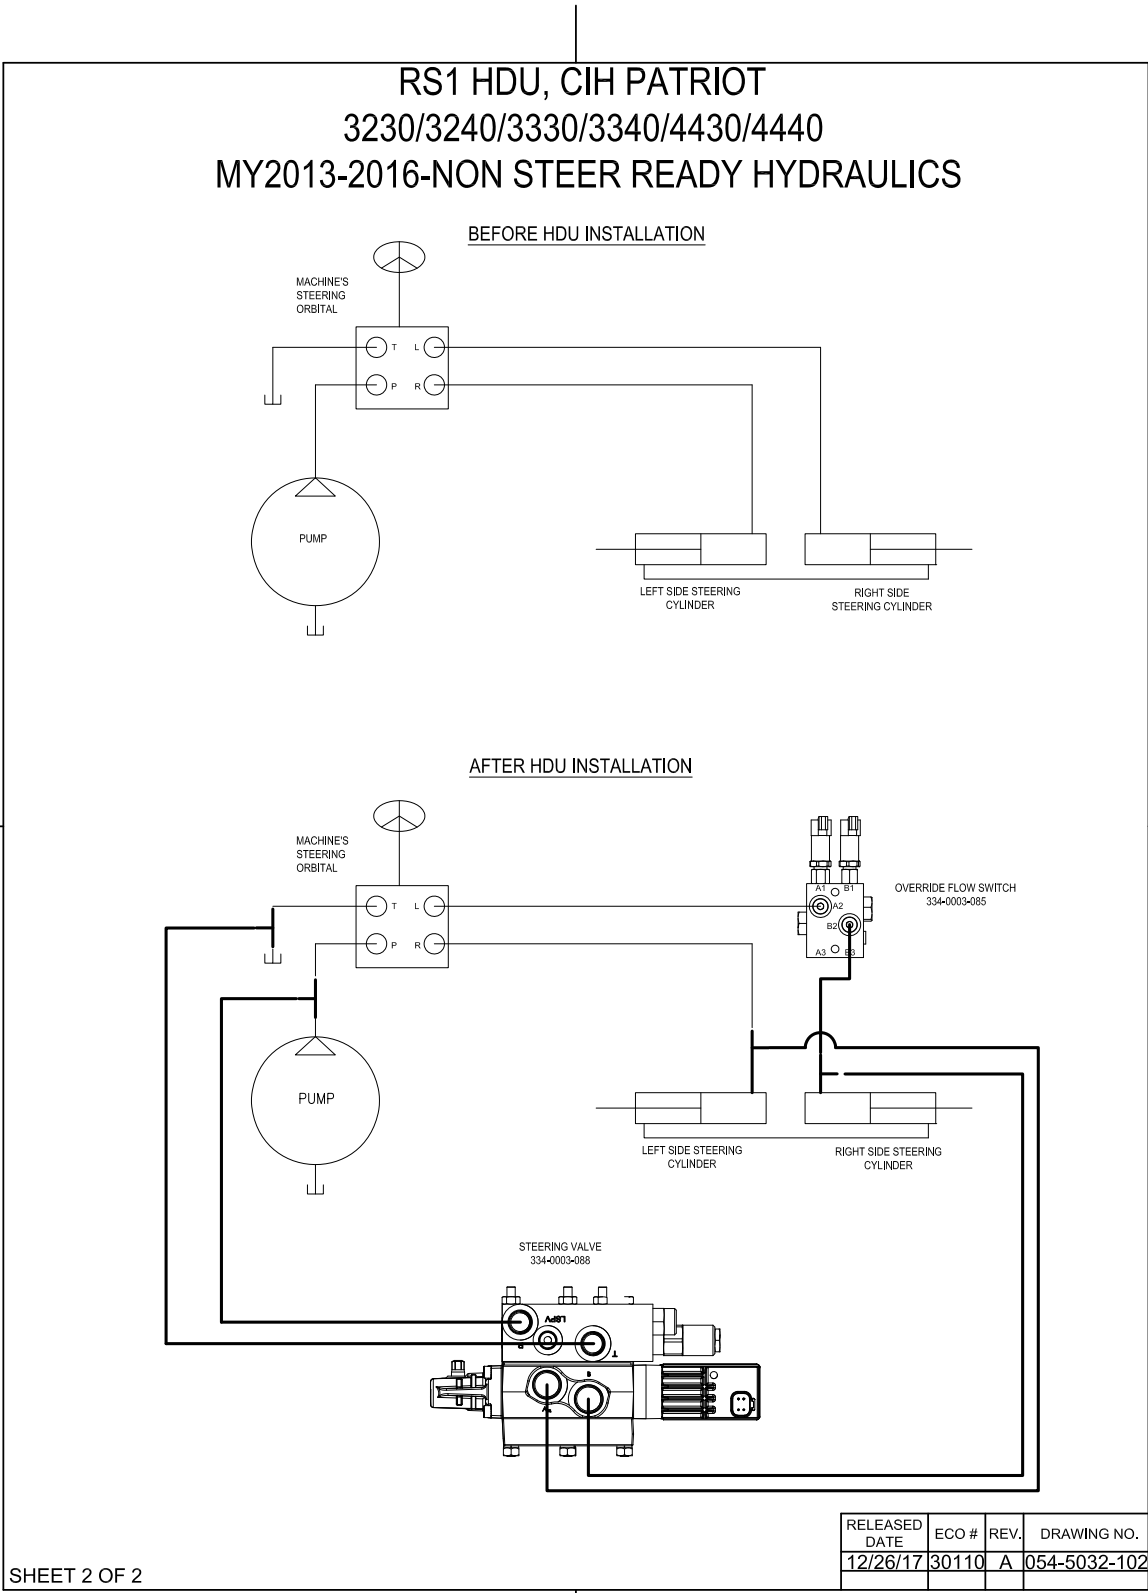 RS1 HDU, CIH PATRIOT
3230/3240/3330/3340/4430/4440
MY2013-2016-NON STEER READY HYDRAULICS
BEFORE HDU INSTALLATION
MACHINE'S
STEERING
ORBITAL
T L
P R
PUMP
LEFT SIDE STEERING
CYLINDER
RIGHT SIDE
STEERING CYLINDER
AFTER HDU INSTALLATION
MACHINE'S
STEERING
ORBITAL
T L
P R
A1 B1
A2
B2
A3 B3
OVERRIDE FLOW SWITCH
334-0003-085
PUMP
LEFT SIDE STEERING
CYLINDER
RIGHT SIDE STEERING
CYLINDER
STEERING VALVE
334-0003-088
LSPV
P
T
RELEASED
DATE
ECO #
REV.
DRAWING NO.
12/26/17
30110
A
054-5032-102
SHEET 2 OF 2